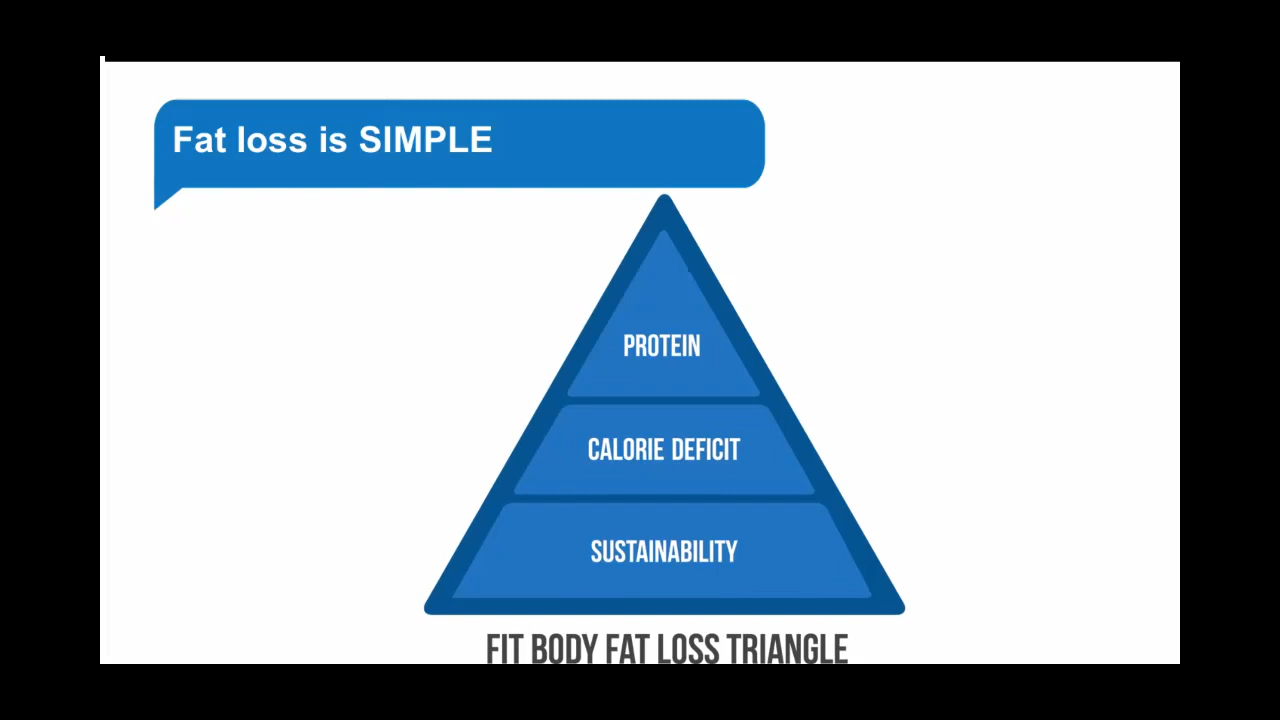 Fat loss is SIMPLE
PROTEIN
CALORIE DEFICIT
SUSTAINABILITY
FIT BODY FAT LOSS TRIANGLE